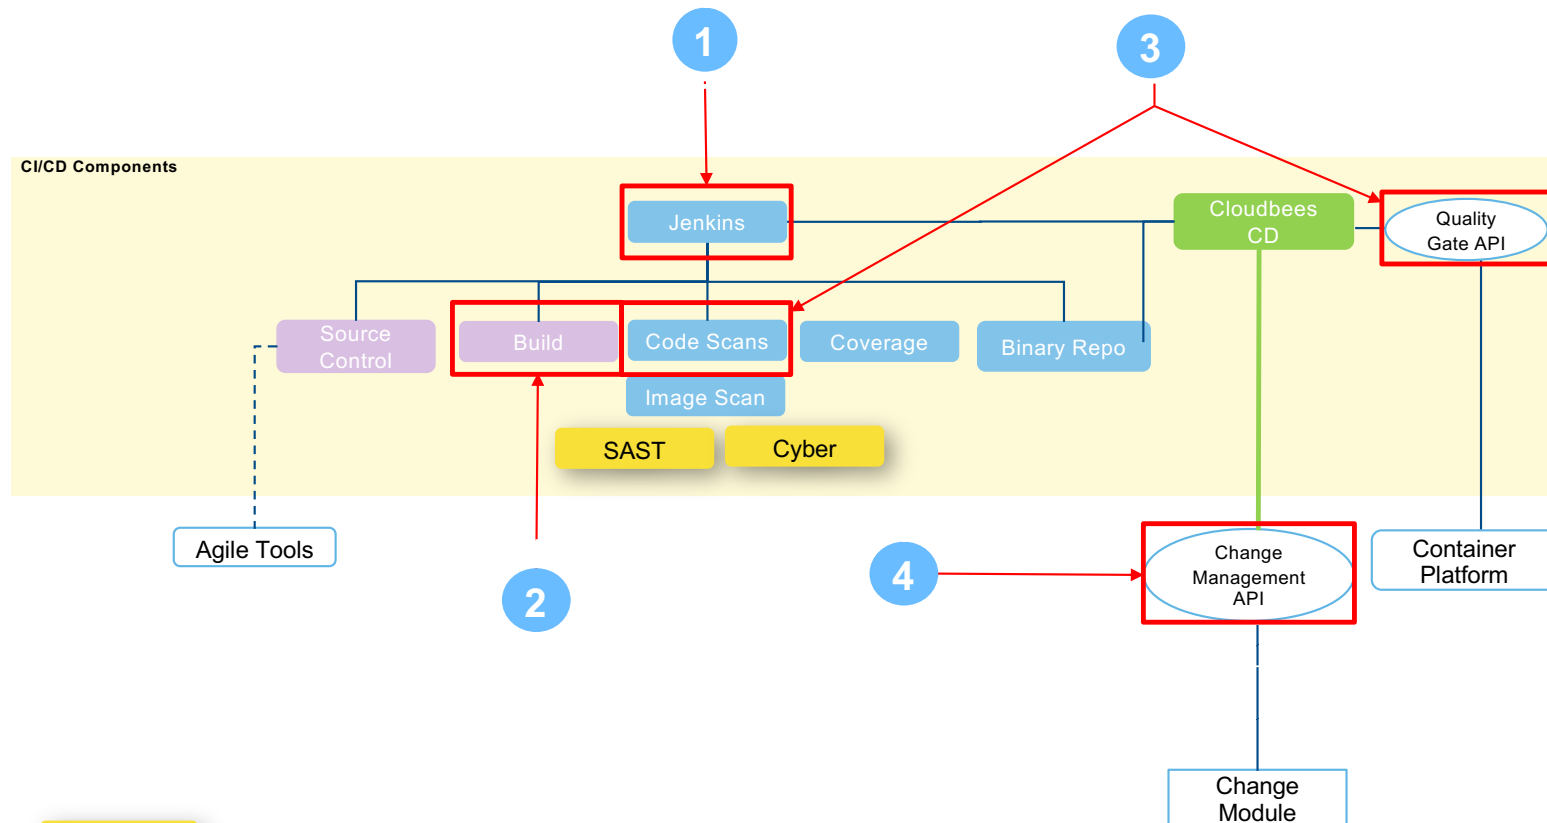 1
3
CI/CD Components
Jenkins
Cloudbees
CD
Quality
Gate API
Source
Control
Build
Code Scans
Coverage
Binary Repo
Image Scan
SAST
Cyber
Agile Tools
2
4
Change
Management
API
Container
Platform
Change
Module